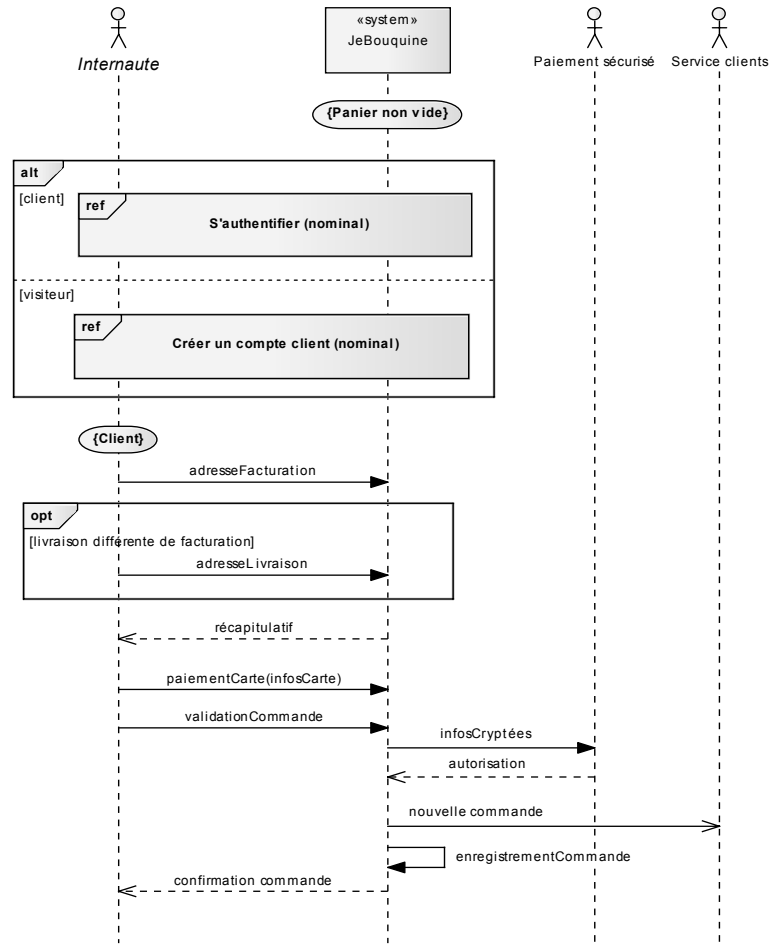 «system»
JeBouquine
Internaute
Paiement sécurisé
Service clients
{Panier non vide}
alt
[client]
ref
S'authentifier (nominal)
[visiteur]
ref
Créer un compte client (nominal)
{Client}
adresseFacturation
opt
[livraison différente de facturation]
adresseLivraison
récapitulatif
paiementCarte(infosCarte)
validationCommande
infosCryptées
autorisation
nouvelle commande
enregistrementCommande
confirmation commande